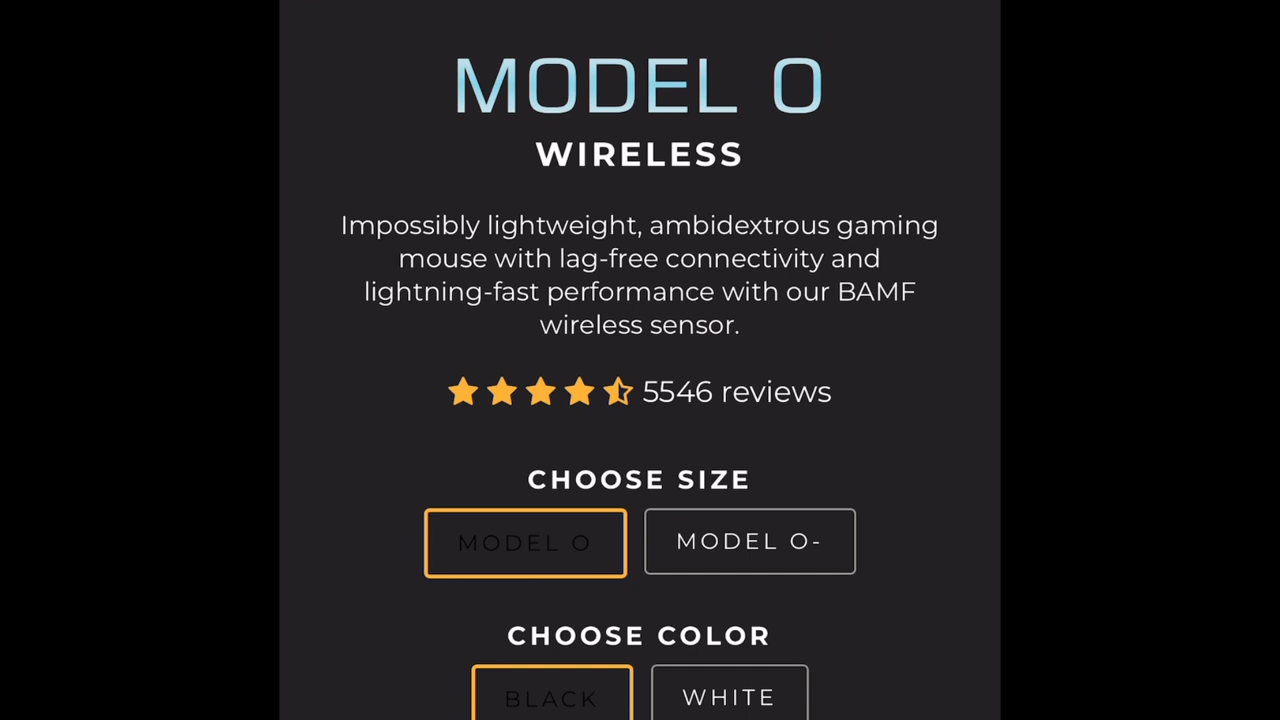 MODEL O
WIRELESS
Impossibly lightweight, ambidextrous gaming
mouse with lag-free connectivity and
lightning-fast performance with our BAMF
wireless sensor.
5546 reviews
CHOOSE SIZE
MODEL O
MODEL O-
CHOOSE COLOR
BLACK
WHITE